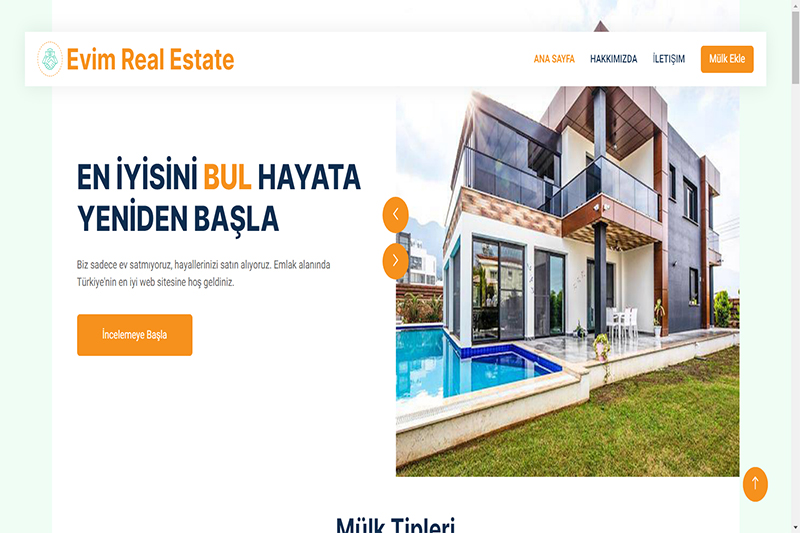 Evim Real Estate
ANA SAYFA
HAKKIMIZDA
İLETIŞIM
Mülk Ekle
EN İYİSİNİ BUL HAYATA
YENİDEN BAŞLA
Biz sadece ev satmıyoruz, hayallerinizi satın alıyoruz. Emlak alanında
Türkiye'nin en iyi web sitesine hoş geldiniz.
İncelemeye Başla
Mülk Tipleri